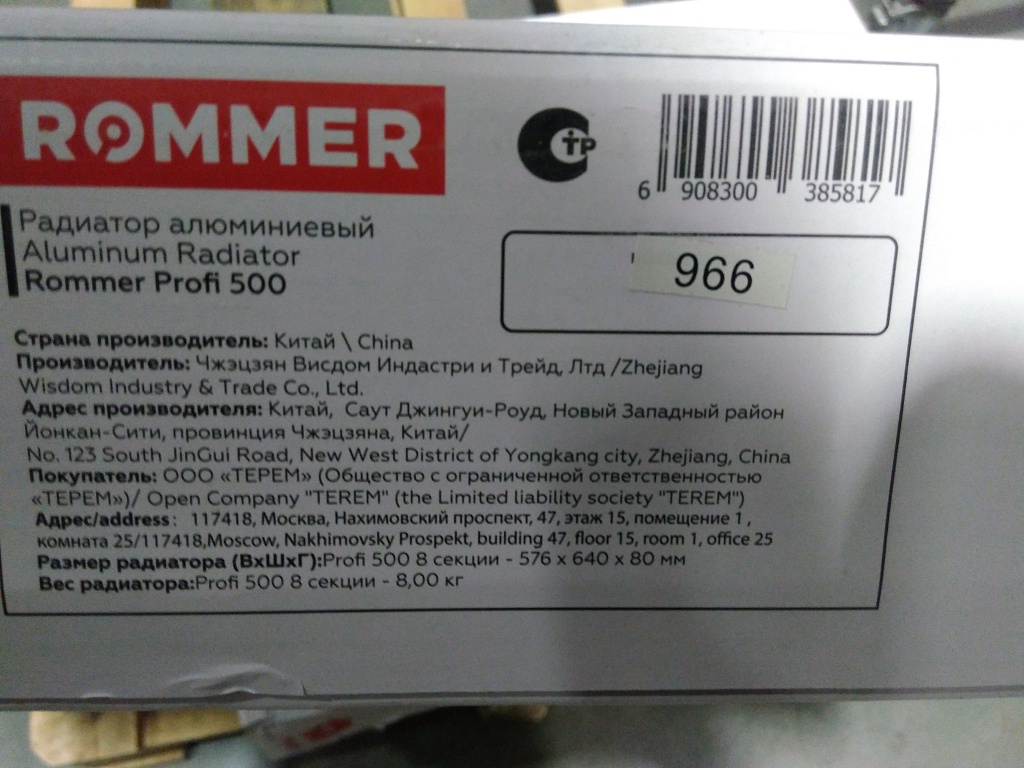 ROMMER
СТР
6 908300 385817
Радиатор алюминиевый
Aluminum Radiator
Rommer Profi 500
966
Страна производитель: Китай \ China
Производитель: Чжэцзян Висдом Индастри и Трейд, Лтд /Zhejiang
Wisdom Industry & Trade Co., Ltd.
Адрес производителя: Китай, Саут Джингуи-Роуд, Новый Западный район
Йонкан-Сити, провинция Чжэцзяна, Китай/
No. 123 South JinGui Road, New West District of Yongkang city, Zhejiang, China
Покупатель: ООО «ТЕРЕМ» (Общество с ограниченной ответственностью
«ТЕРЕМ»)/ Open Company "TEREM" (the Limited liability society "TEREM")
Адрес/address: 117418, Москва, Нахимовский проспект, 47, этаж 15, помещение 1,
комната 25/117418,Moscow, Nakhimovsky Prospekt, building 47, floor 15, room 1, office 25
Размер радиатора (ВхШхГ):Profi 500 8 секции - 576 x 640 x 80 мм
Вес радиатора:Profi 500 8 секции - 8,00 кг